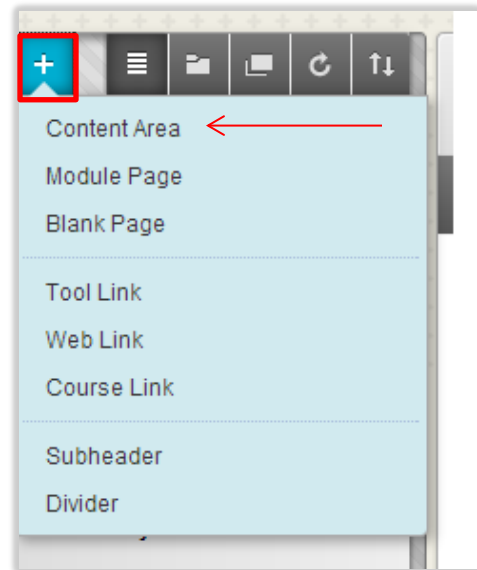 Content Area
Module Page
Blank Page
Tool Link
Web Link
Course Link
Subheader
Divider